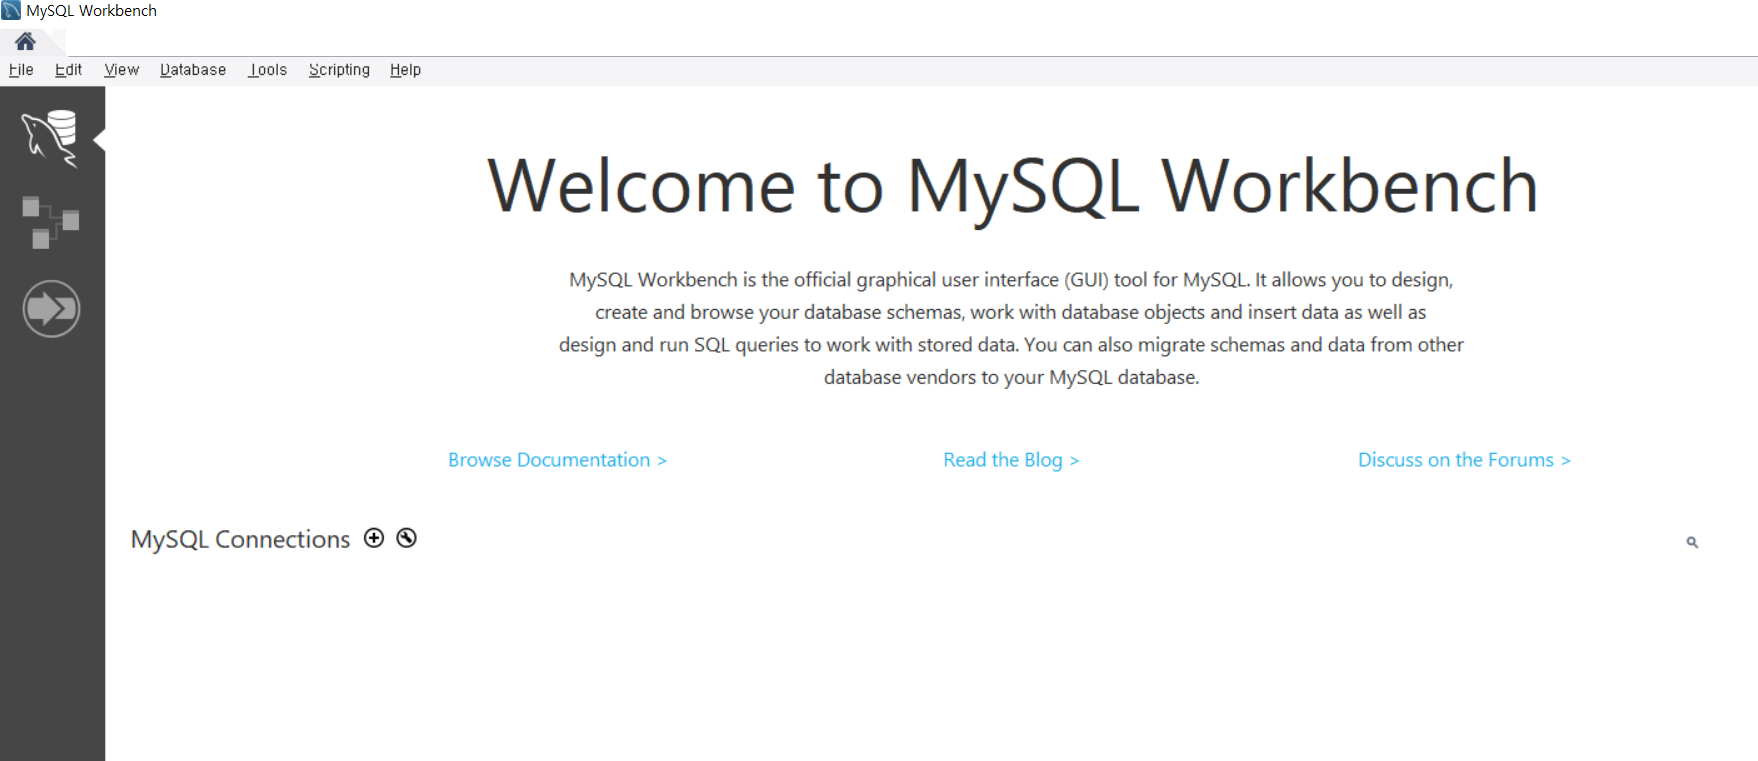 MySQL Workbench
File Edit View Database Tools Scripting Help
Welcome to MySQL Workbench
MySQL Workbench is the official graphical user interface (GUI) tool for MySQL. It allows you to design,
create and browse your database schemas, work with database objects and insert data as well as
design and run SQL queries to work with stored data. You can also migrate schemas and data from other
database vendors to your MySQL database.
Browse Documentation > Read the Blog > Discuss on the Forums >
MySQL Connections